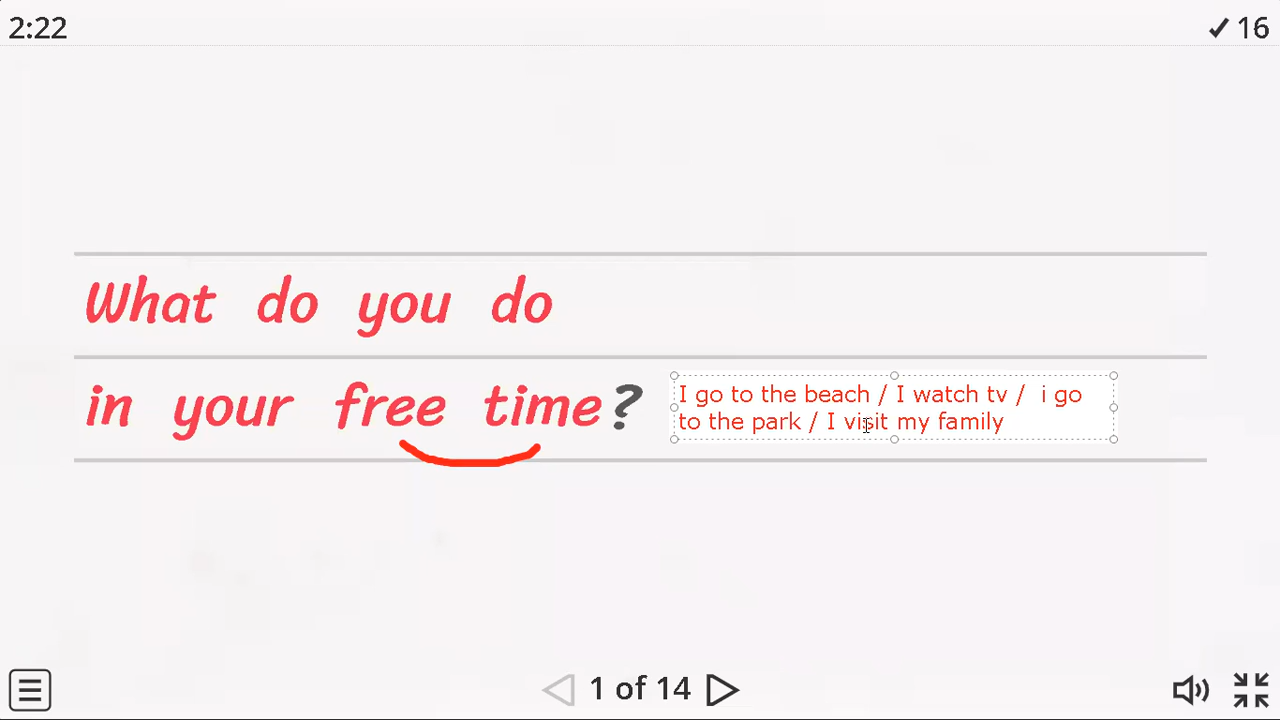 2:22
✓ 16
What do you do
in your free time?
I go to the beach / I watch tv / i go
to the park / I visit my family
1 of 14